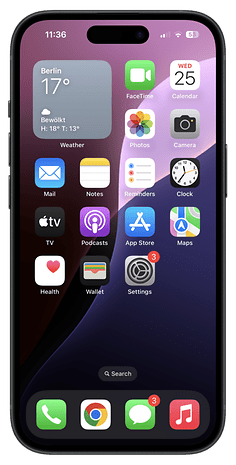 11:36
Berlin
17°
Bewölkt
H: 18° T: 13°
Weather
FaceTime
WED
25
Calendar
Photos
Camera
Mail
Notes
Reminders
Clock
tv
TV
Podcasts
App Store
Maps
Health
Wallet
3
Settings
Search
3